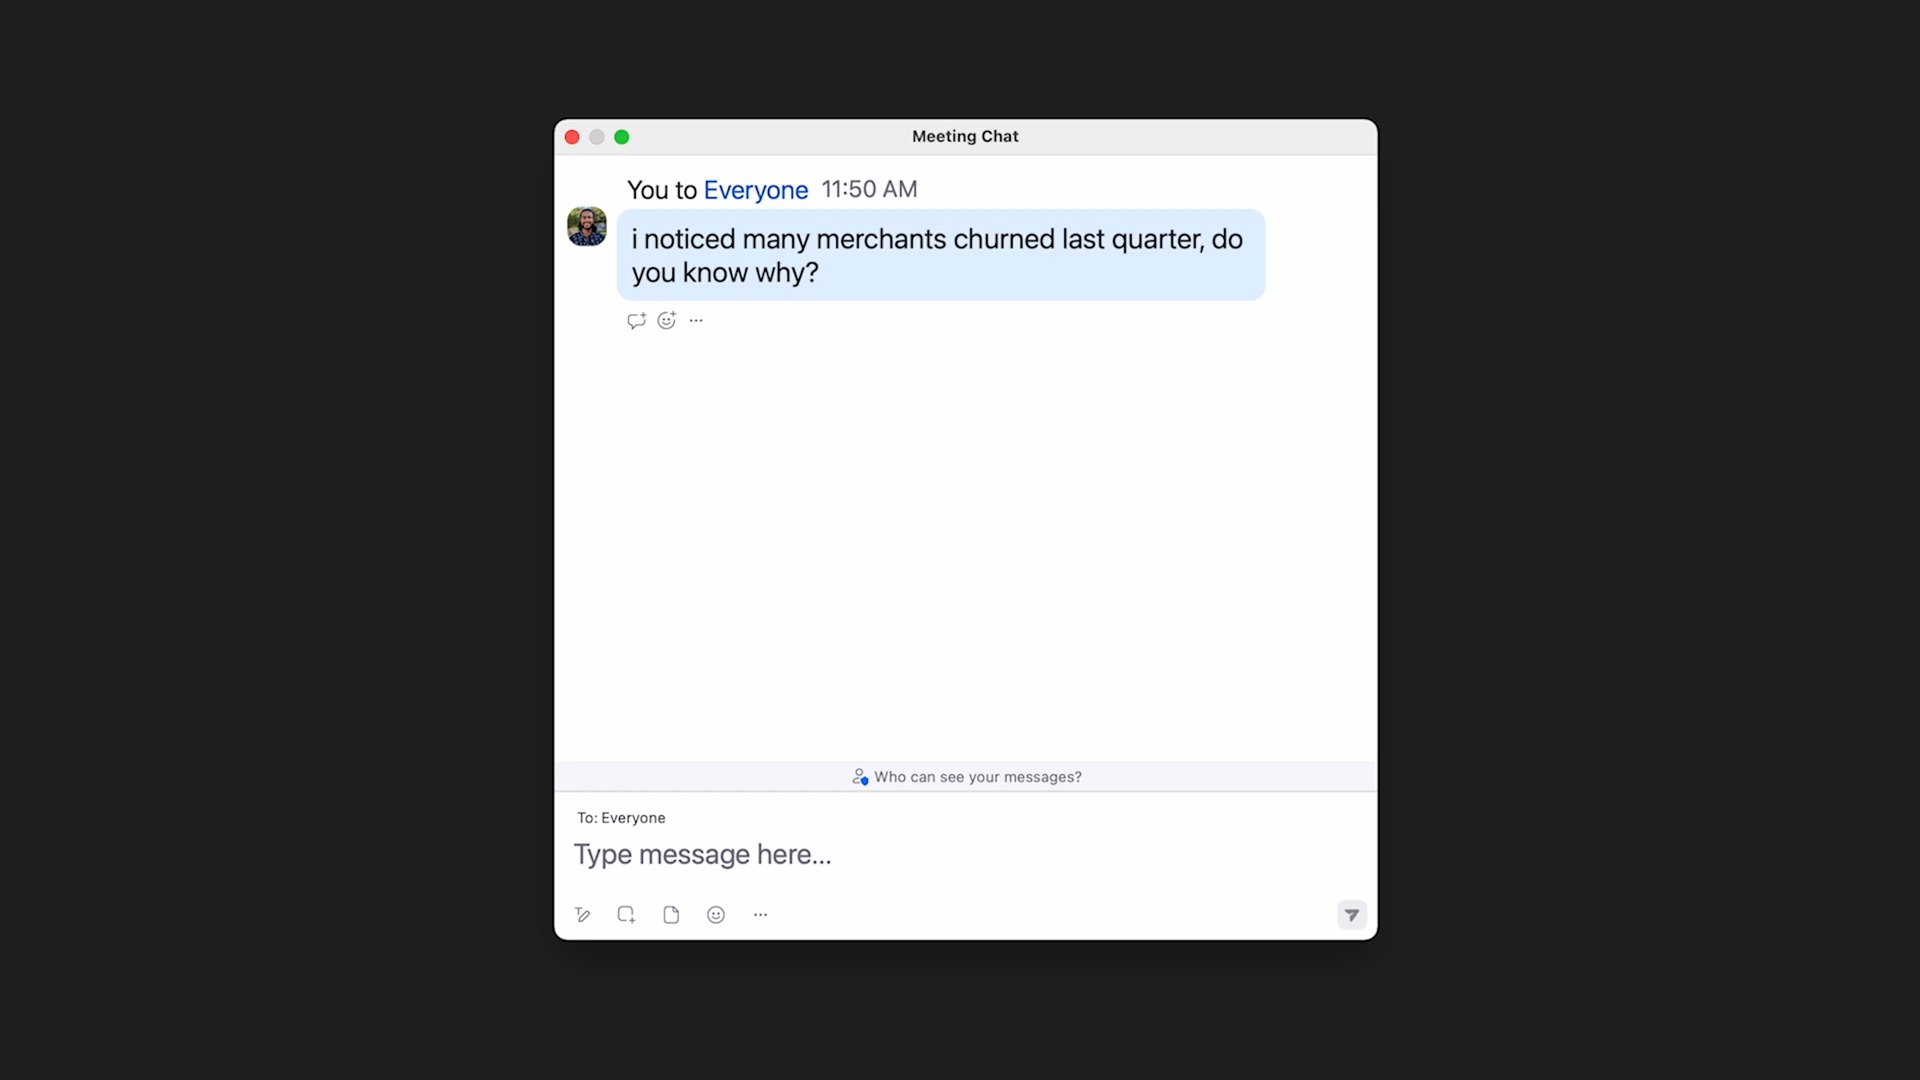 Meeting Chat
You to Everyone 11:50 AM
i noticed many merchants churned last quarter, do
you know why?
Who can see your messages?
To: Everyone
Type message here...